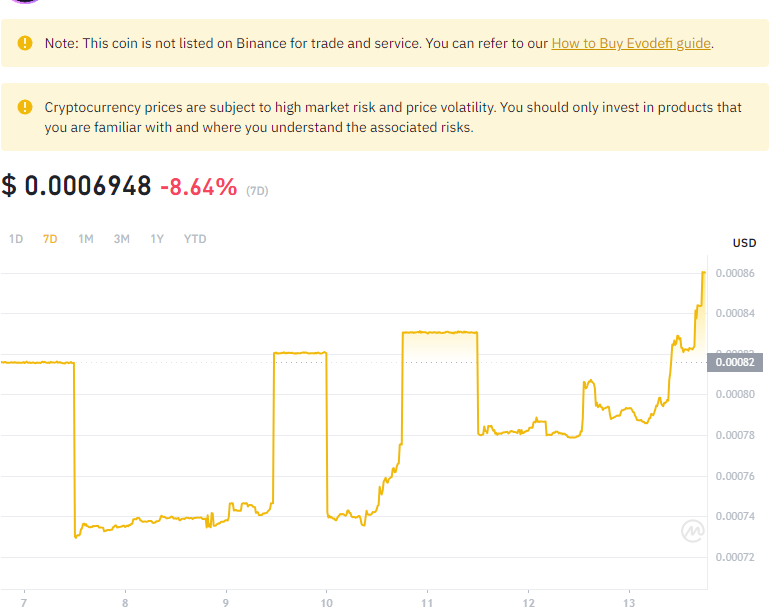 Note: This coin is not listed on Binance for trade and service. You can refer to our How to Buy Evodefi guide.
Cryptocurrency prices are subject to high market risk and price volatility. You should only invest in products that
you are familiar with and where you understand the associated risks.
$ 0.0006948 -8.64% (7D)
1D 7D 1M 3M 1Y YTD
USD
0.00086
0.00084
0.00082
0.00080
0.00078
0.00076
0.00074
0.00072
7 8 9 10 11 12 13